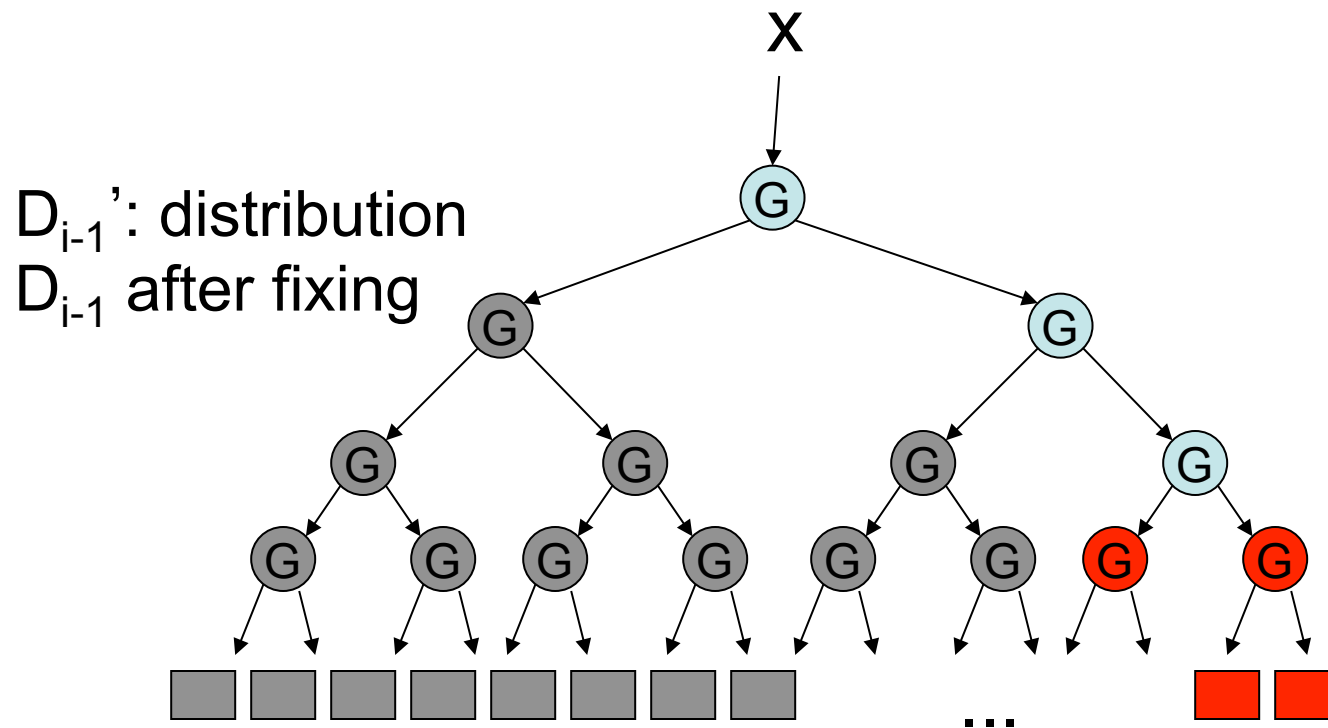 x
G
D_{i-1}’: distribution
D_{i-1} after fixing
G G
G G G G
G G G G G G G G
...